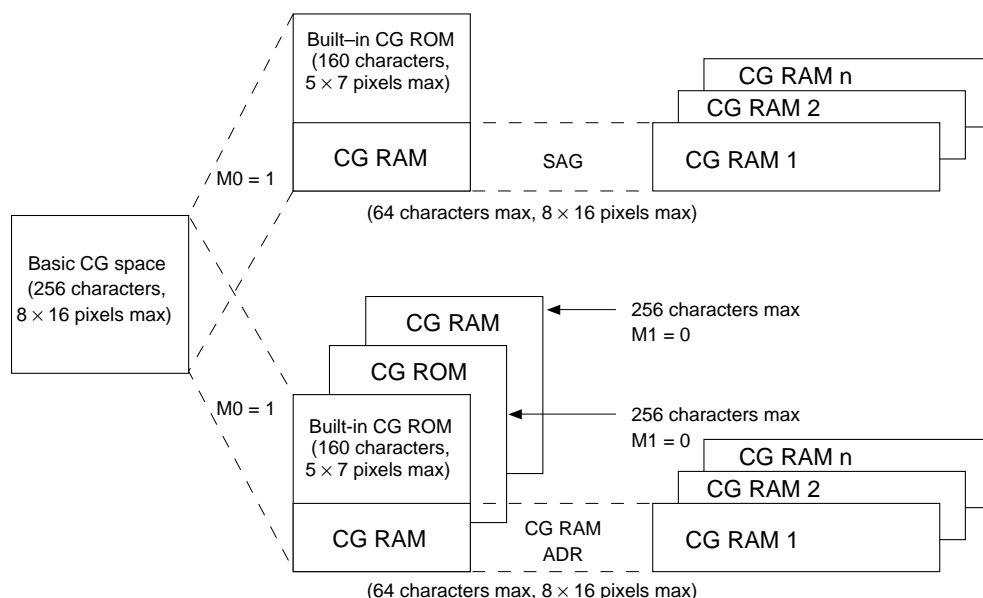 Built–in CG ROM
(160 characters,
5 × 7 pixels max)
CG RAM n
CG RAM 2
CG RAM
SAG
CG RAM 1
M0 = 1
(64 characters max, 8 × 16 pixels max)
Basic CG space
(256 characters,
8 × 16 pixels max)
CG RAM
256 characters max
M1 = 0
CG ROM
M0 = 1
256 characters max
M1 = 0
Built-in CG ROM
(160 characters,
5 × 7 pixels max)
CG RAM n
CG RAM 2
CG RAM
CG RAM
ADR
CG RAM 1
(64 characters max, 8 × 16 pixels max)